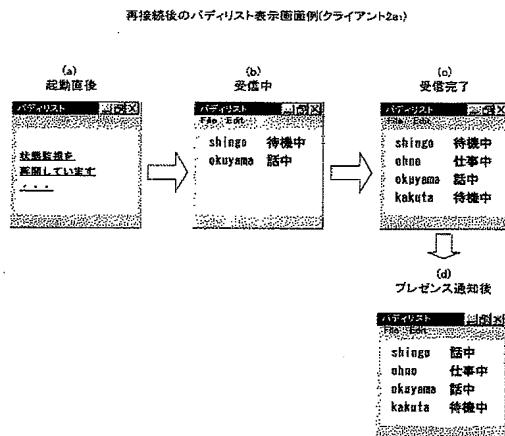 再接続後のバディリスト表示画面例(クライアント2a₁)
(a)
起動直後
バディリスト
状態監視を
再開しています
・・・
(b)
受信中
バディリスト
File Edit
shingo 待機中
okuyama 話中
(c)
受信完了
バディリスト
File Edit
shingo 待機中
ohno 仕事中
okuyama 話中
kakuta 待機中
(d)
プレゼンス通知後
バディリスト
File Edit
shingo 話中
ohno 仕事中
okuyama 話中
kakuta 待機中